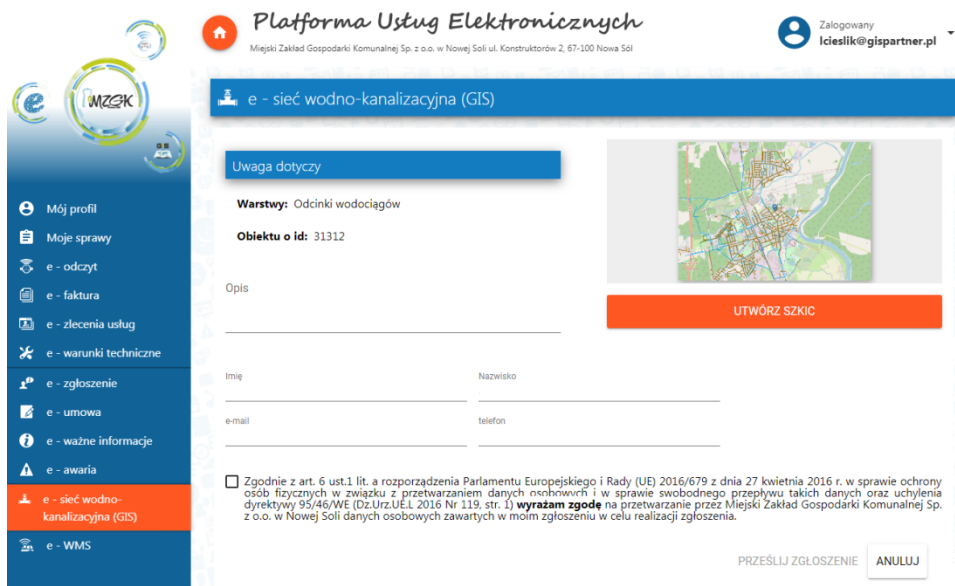 Platforma Usług Elektronicznych
Miejski Zakład Gospodarki Komunalnej Sp. z o.o. w Nowej Soli ul. Konstruktorów 2, 67-100 Nowa Sól
Zalogowany
lcieslik@gispartner.pl
e
MZGK
GIS
e - sieć wodno-kanalizacyjna (GIS)
Mój profil
Moje sprawy
e - odczyt
e - faktura
e - zlecenia usług
e - warunki techniczne
e - zgłoszenie
e - umowa
e - ważne informacje
e - awaria
e - sieć wodno-
kanalizacyjna (GIS)
e - WMS
Uwaga dotyczy
Warstwy: Odcinki wodociągów
Obiektu o id: 31312
Opis
UTWÓRZ SZKIC
Imię
Nazwisko
e-mail
telefon
Zgodnie z art. 6 ust.1 lit. a rozporządzenia Parlamentu Europejskiego i Rady (UE) 2016/679 z dnia 27 kwietnia 2016 r. w sprawie ochrony
osób fizycznych w związku z przetwarzaniem danych osobowych i w sprawie swobodnego przepływu takich danych oraz uchylenia
dyrektywy 95/46/WE (Dz.Urz.UE.L 2016 Nr 119, str. 1) wyrażam zgodę na przetwarzanie przez Miejski Zakład Gospodarki Komunalnej Sp.
z o.o. w Nowej Soli danych osobowych zawartych w moim zgłoszeniu w celu realizacji zgłoszenia.
PRZEŚLIJ ZGŁOSZENIE
ANULUJ